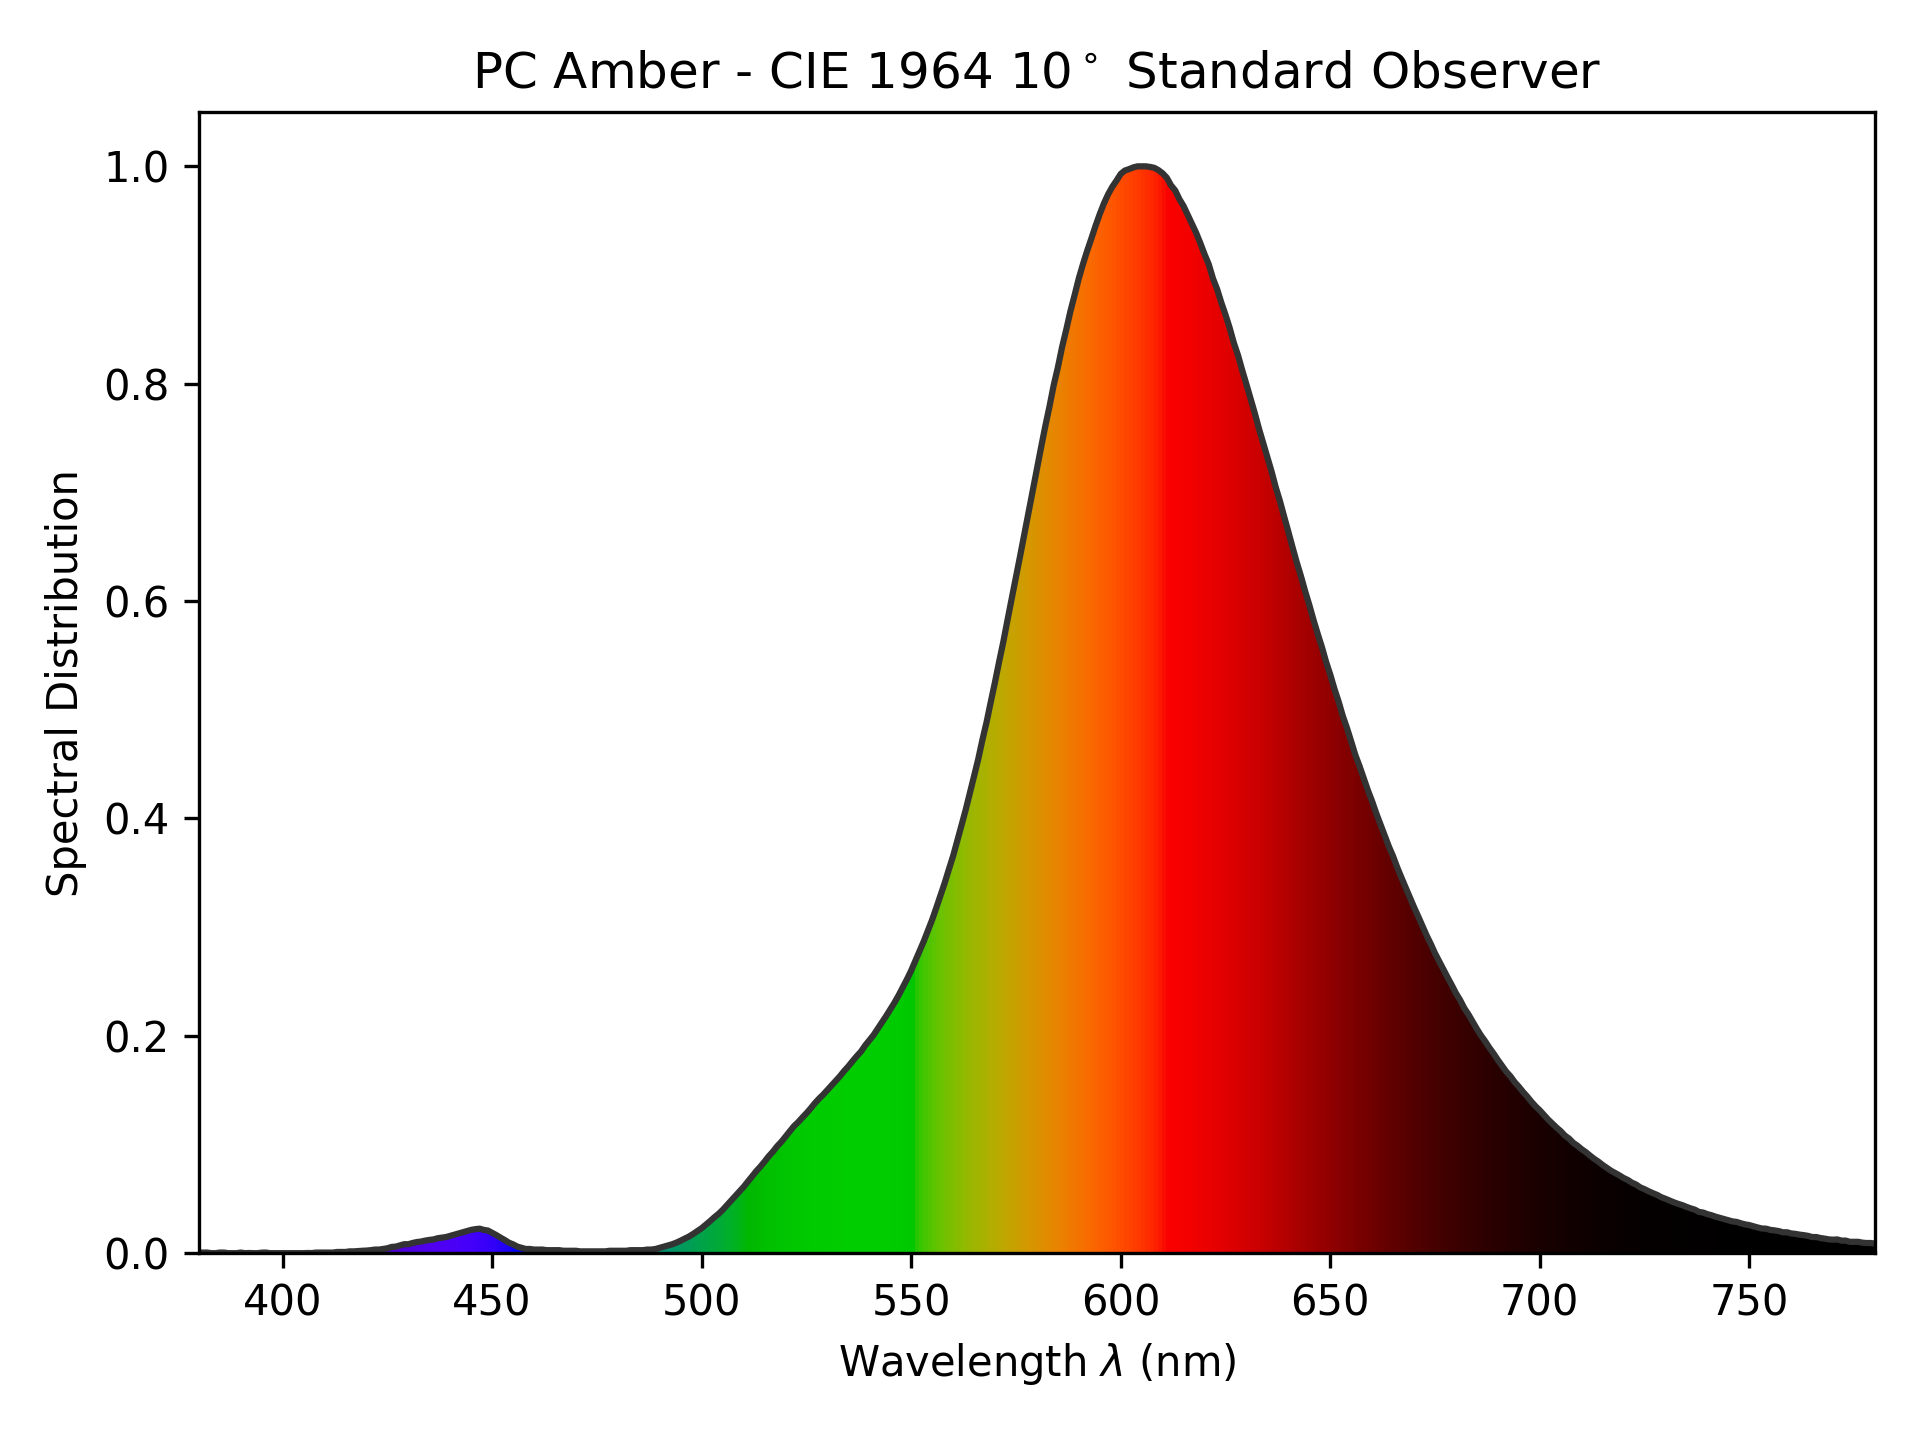 PC Amber - CIE 1964 10° Standard Observer
1.0
0.8
0.6
0.4
0.2
0.0
Spectral Distribution
400 450 500 550 600 650 700 750
Wavelength λ (nm)